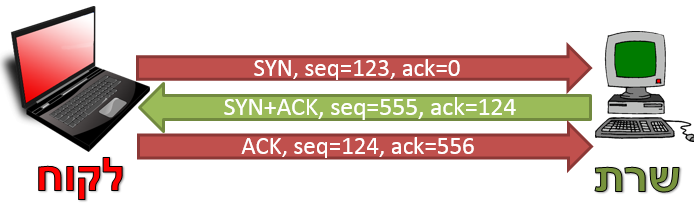 SYN, seq=123, ack=0
SYN+ACK, seq=555, ack=124
ACK, seq=124, ack=556
לקוח
שרת